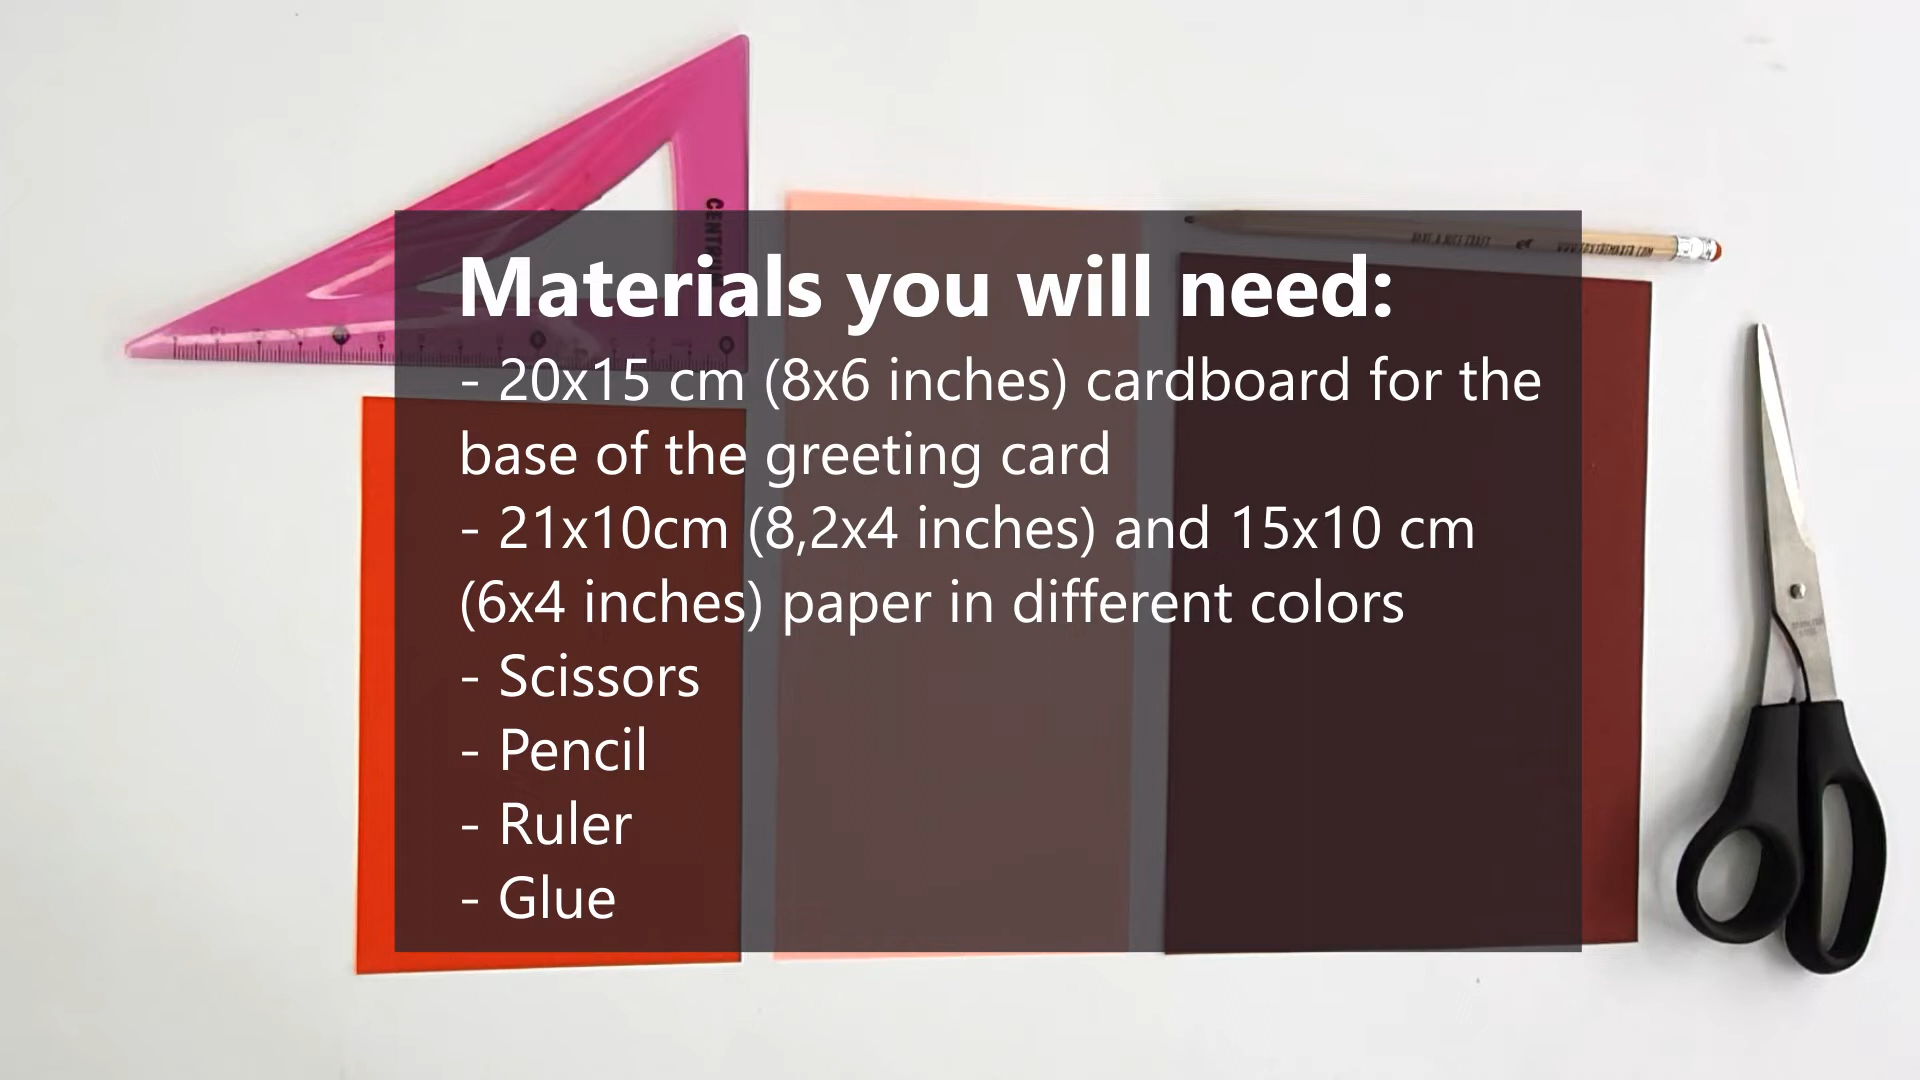 CENTRUM
Materials you will need:
- 20x15 cm (8x6 inches) cardboard for the
base of the greeting card
- 21x10cm (8,2x4 inches) and 15x10 cm
(6x4 inches) paper in different colors
- Scissors
- Pencil
- Ruler
- Glue